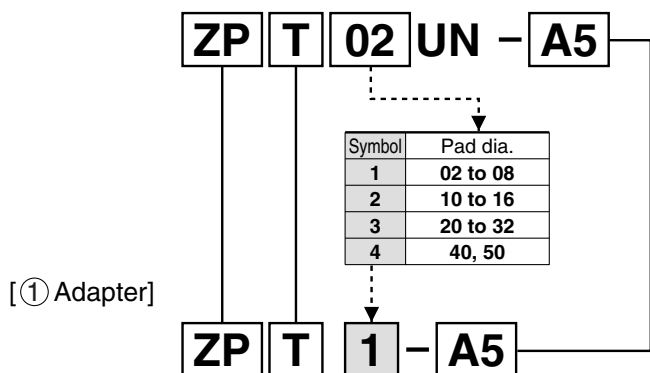 ZP T 02 UN – A5
Symbol Pad dia.
1 02 to 08
2 10 to 16
3 20 to 32
4 40, 50
[① Adapter]
ZP T 1 – A5